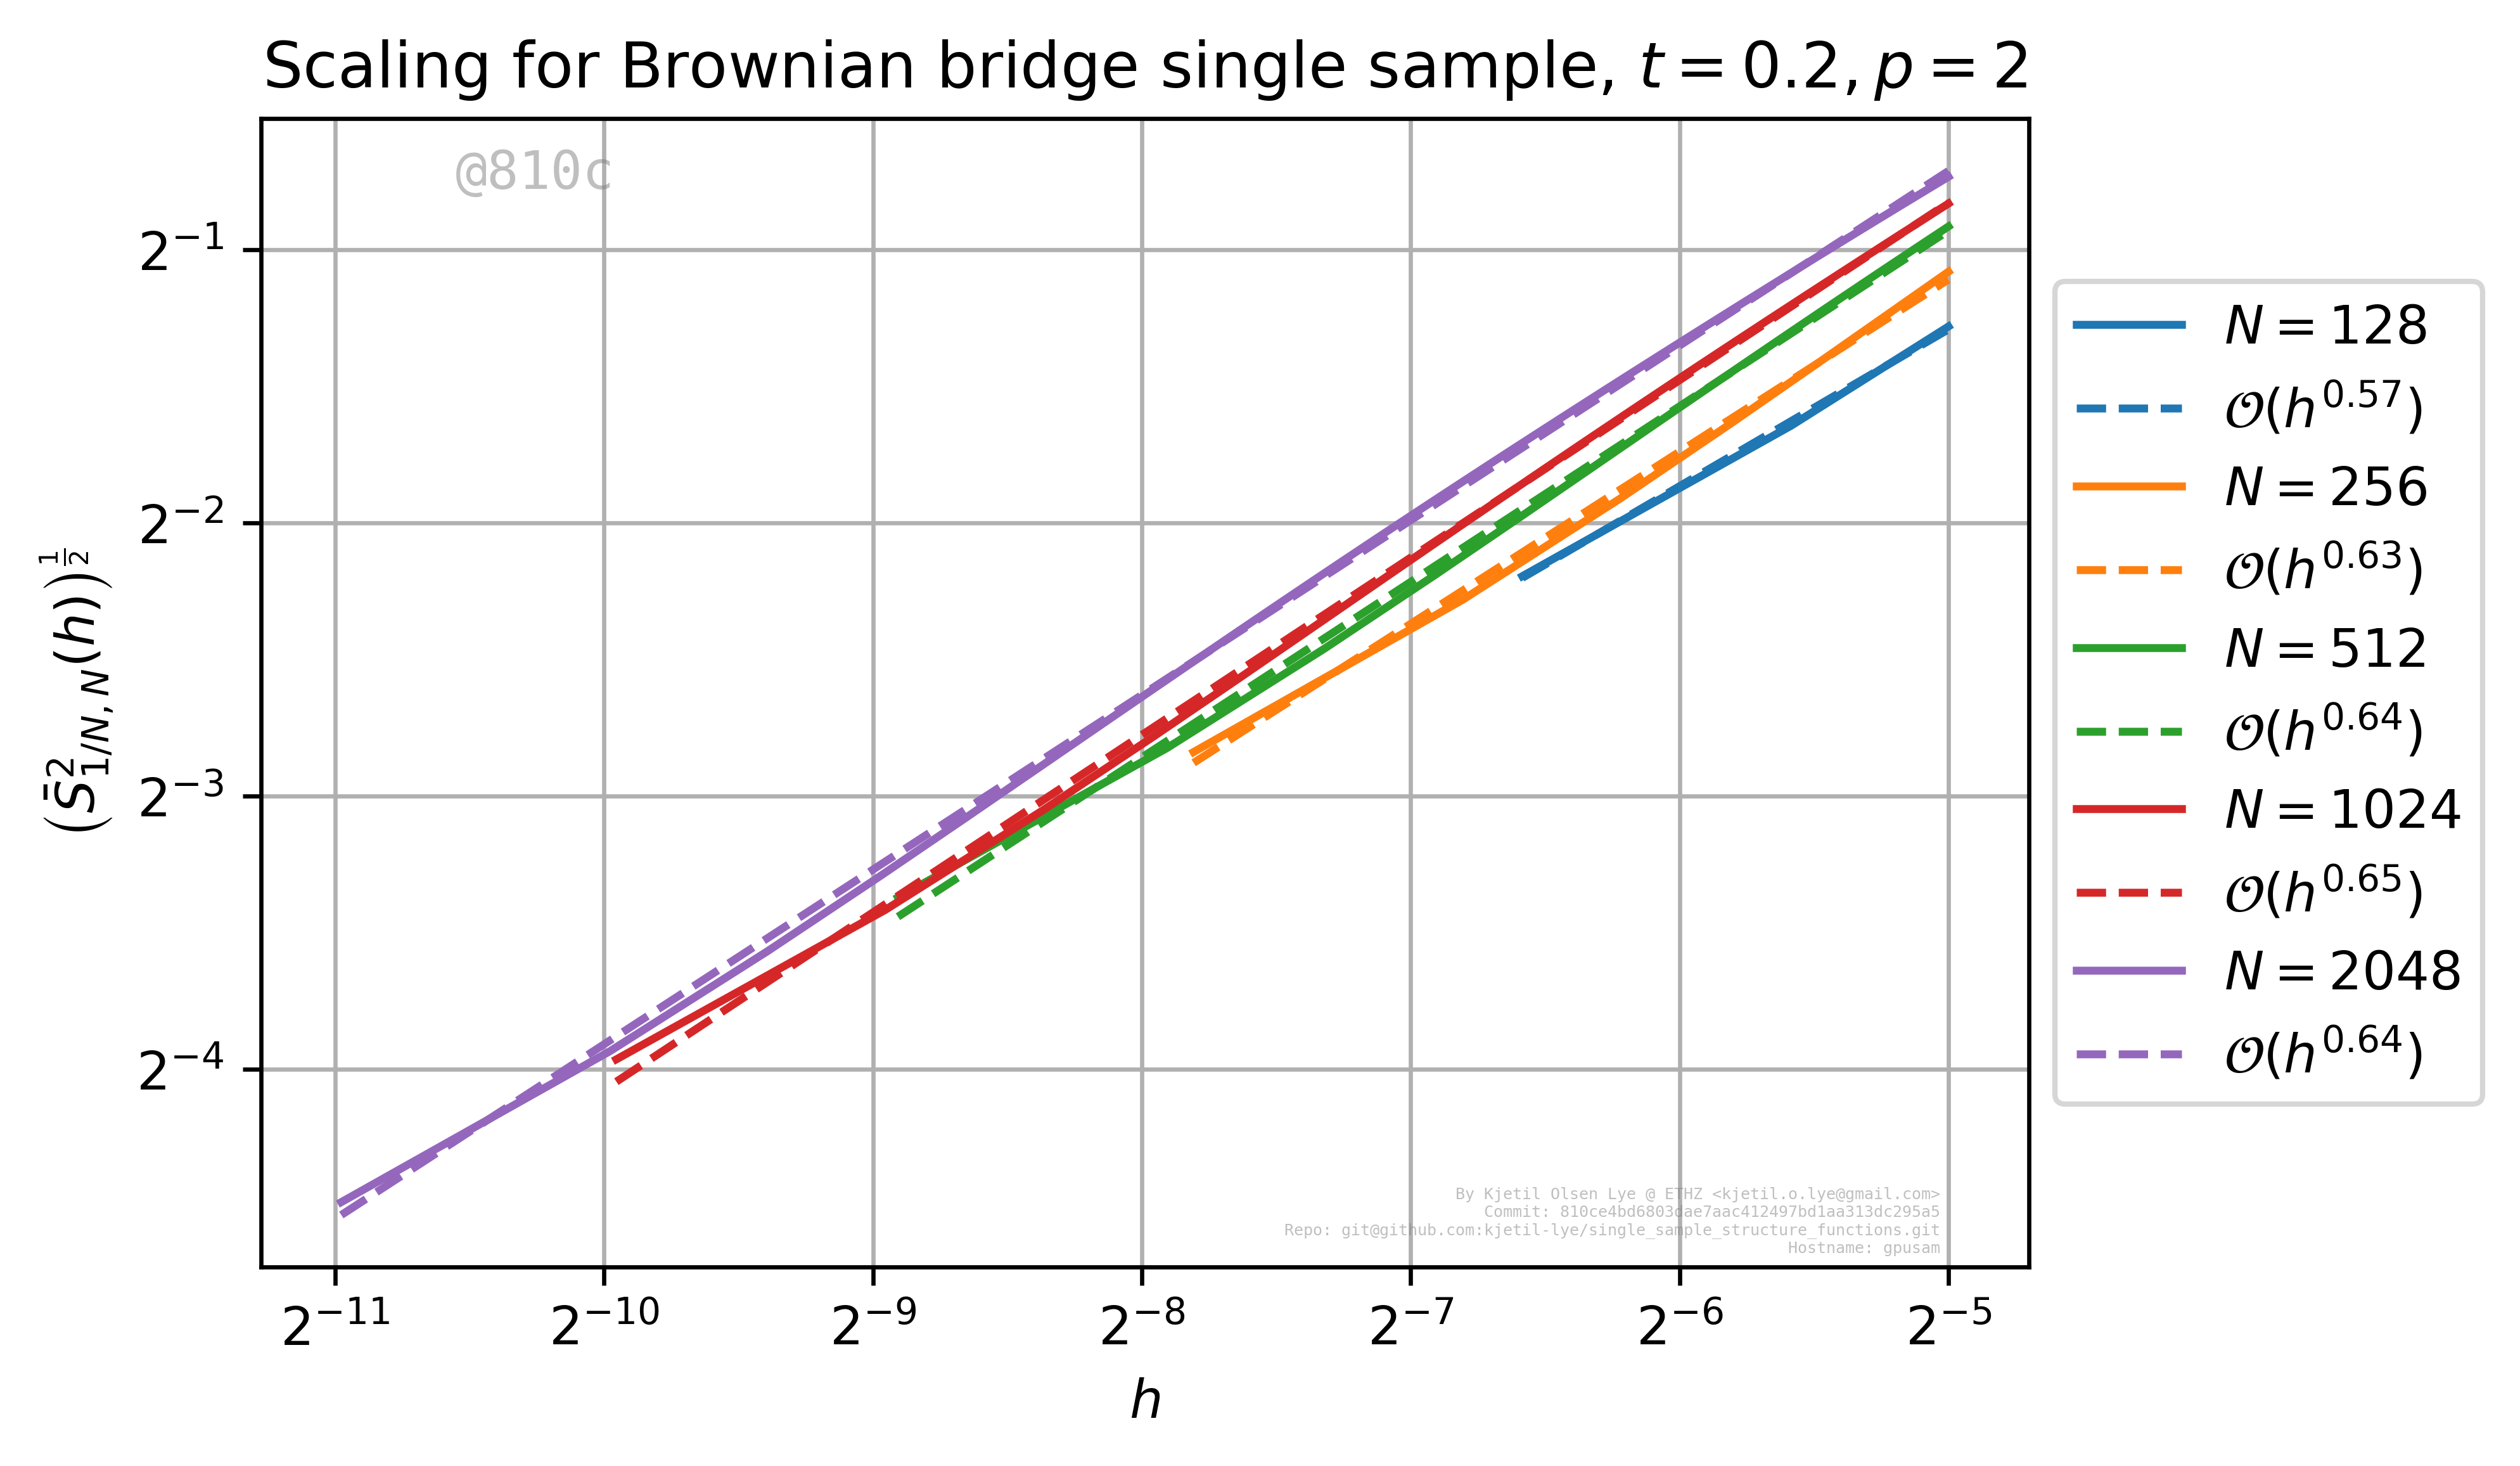 Scaling for Brownian bridge single sample, t = 0.2, p = 2
@810c
2⁻¹
2⁻²
2⁻³
2⁻⁴
(S̄²₁/N,N(h))^½
2⁻¹¹ 2⁻¹⁰ 2⁻⁹ 2⁻⁸ 2⁻⁷ 2⁻⁶ 2⁻⁵
h
N = 128
𝒪(h^0.57)
N = 256
𝒪(h^0.63)
N = 512
𝒪(h^0.64)
N = 1024
𝒪(h^0.65)
N = 2048
𝒪(h^0.64)
By Kjetil Olsen Lye @ ETHZ <kjetil.o.lye@gmail.com>
Commit: 810ce4bd6803dae7aac412497bd1aa313dc295a5
Repo: git@github.com:kjetil-lye/single_sample_structure_functions.git
Hostname: gpusam